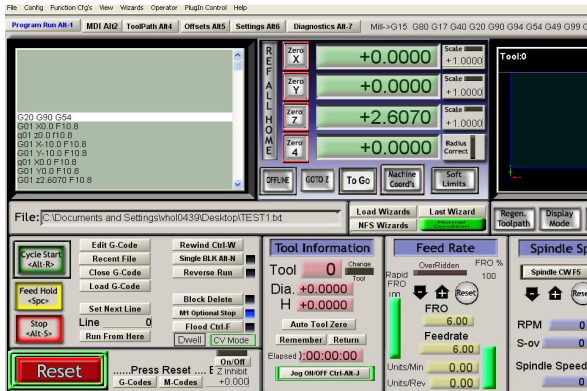 File Config Function Cfg's View Wizards Operator PlugIn Control Help
Program Run Alt-1 MDI Alt2 ToolPath Alt4 Offsets Alt5 Settings Alt6 Diagnostics Alt-7 Mill->G15 G80 G17 G40 G20 G90 G94 G54 G49 G99
G20 G90 G54
G01 X0.0 F10.8
g01 z0.0 f10.8
G01 X-10.0 F10.8
G01 Y-10.0 F10.8
g01 X0.0 F10.8
G01 Y0.0 F10.8
G01 z2.6070 F10.8
REF ALL HOME
Zero X +0.0000 Scale +1.0000
Zero Y +0.0000 Scale +1.0000
Zero Z +2.6070 Scale +1.0000
Zero 4 +0.0000 Radius Correct
OFFLINE GOTO Z To Go Machine Coord's Soft Limits
Tool:0
File: C:\Documents and Settings\vhol0439\Desktop\TEST1.txt
Load Wizards Last Wizard
NFS Wizards Normal Condition
Regen. Toolpath Display Mode
Cycle Start <Alt-R>
Feed Hold <Spc>
Stop <Alt-S>
Edit G-Code
Recent File
Close G-Code
Load G-Code
Set Next Line
Line 0
Run From Here
Rewind Ctrl-W
Single BLK Alt-N
Reverse Run
Block Delete
M1 Optional Stop
Flood Ctrl-F
Dwell CV Mode
Reset
......Press Reset ....
G-Codes M-Codes
On/Off
Z Inhibit
+0.000
Tool Information
Tool 0 Change Tool
Dia. +0.0000
H +0.0000
Auto Tool Zero
Remember Return
Elapsed 00:00:00
Jog ON/OFF Ctrl-Alt-J
Feed Rate
OverRidden FRO %
Rapid FRO 100
100
Reset
FRO
6.00
Feedrate
6.00
Units/Min 0.00
Units/Rev 0.00
Spindle
Spindle CW F5
RPM 0
S-ov 0
Spindle Speed